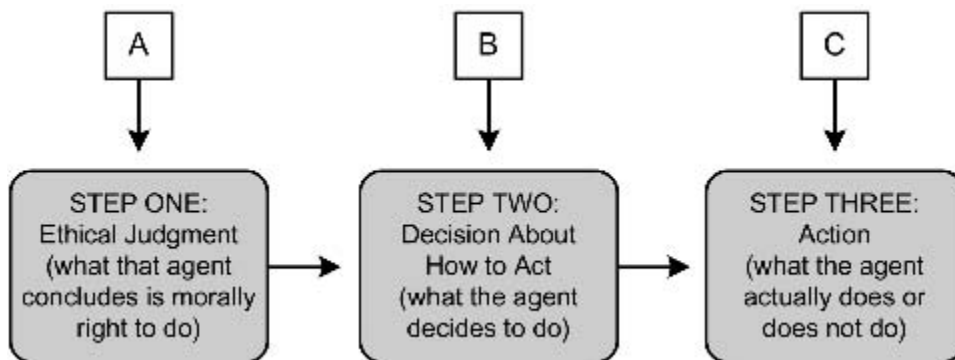 A
B
C
STEP ONE:
Ethical Judgment
(what that agent
concludes is morally
right to do)
STEP TWO:
Decision About
How to Act
(what the agent
decides to do)
STEP THREE:
Action
(what the agent
actually does or
does not do)